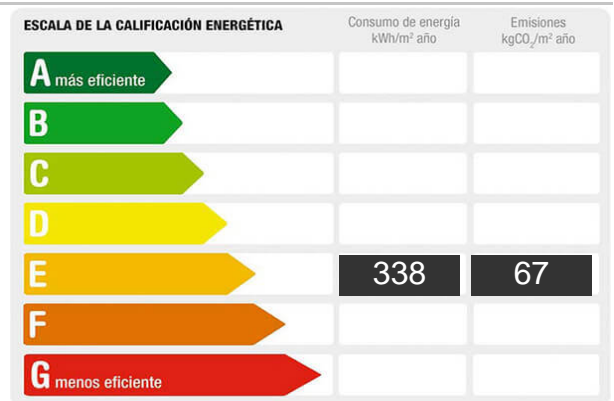 ESCALA DE LA CALIFICACIÓN ENERGÉTICA
Consumo de energía
kWh/m² año
Emisiones
kgCO₂/m² año
A más eficiente
B
C
D
E 338 67
F
G menos eficiente